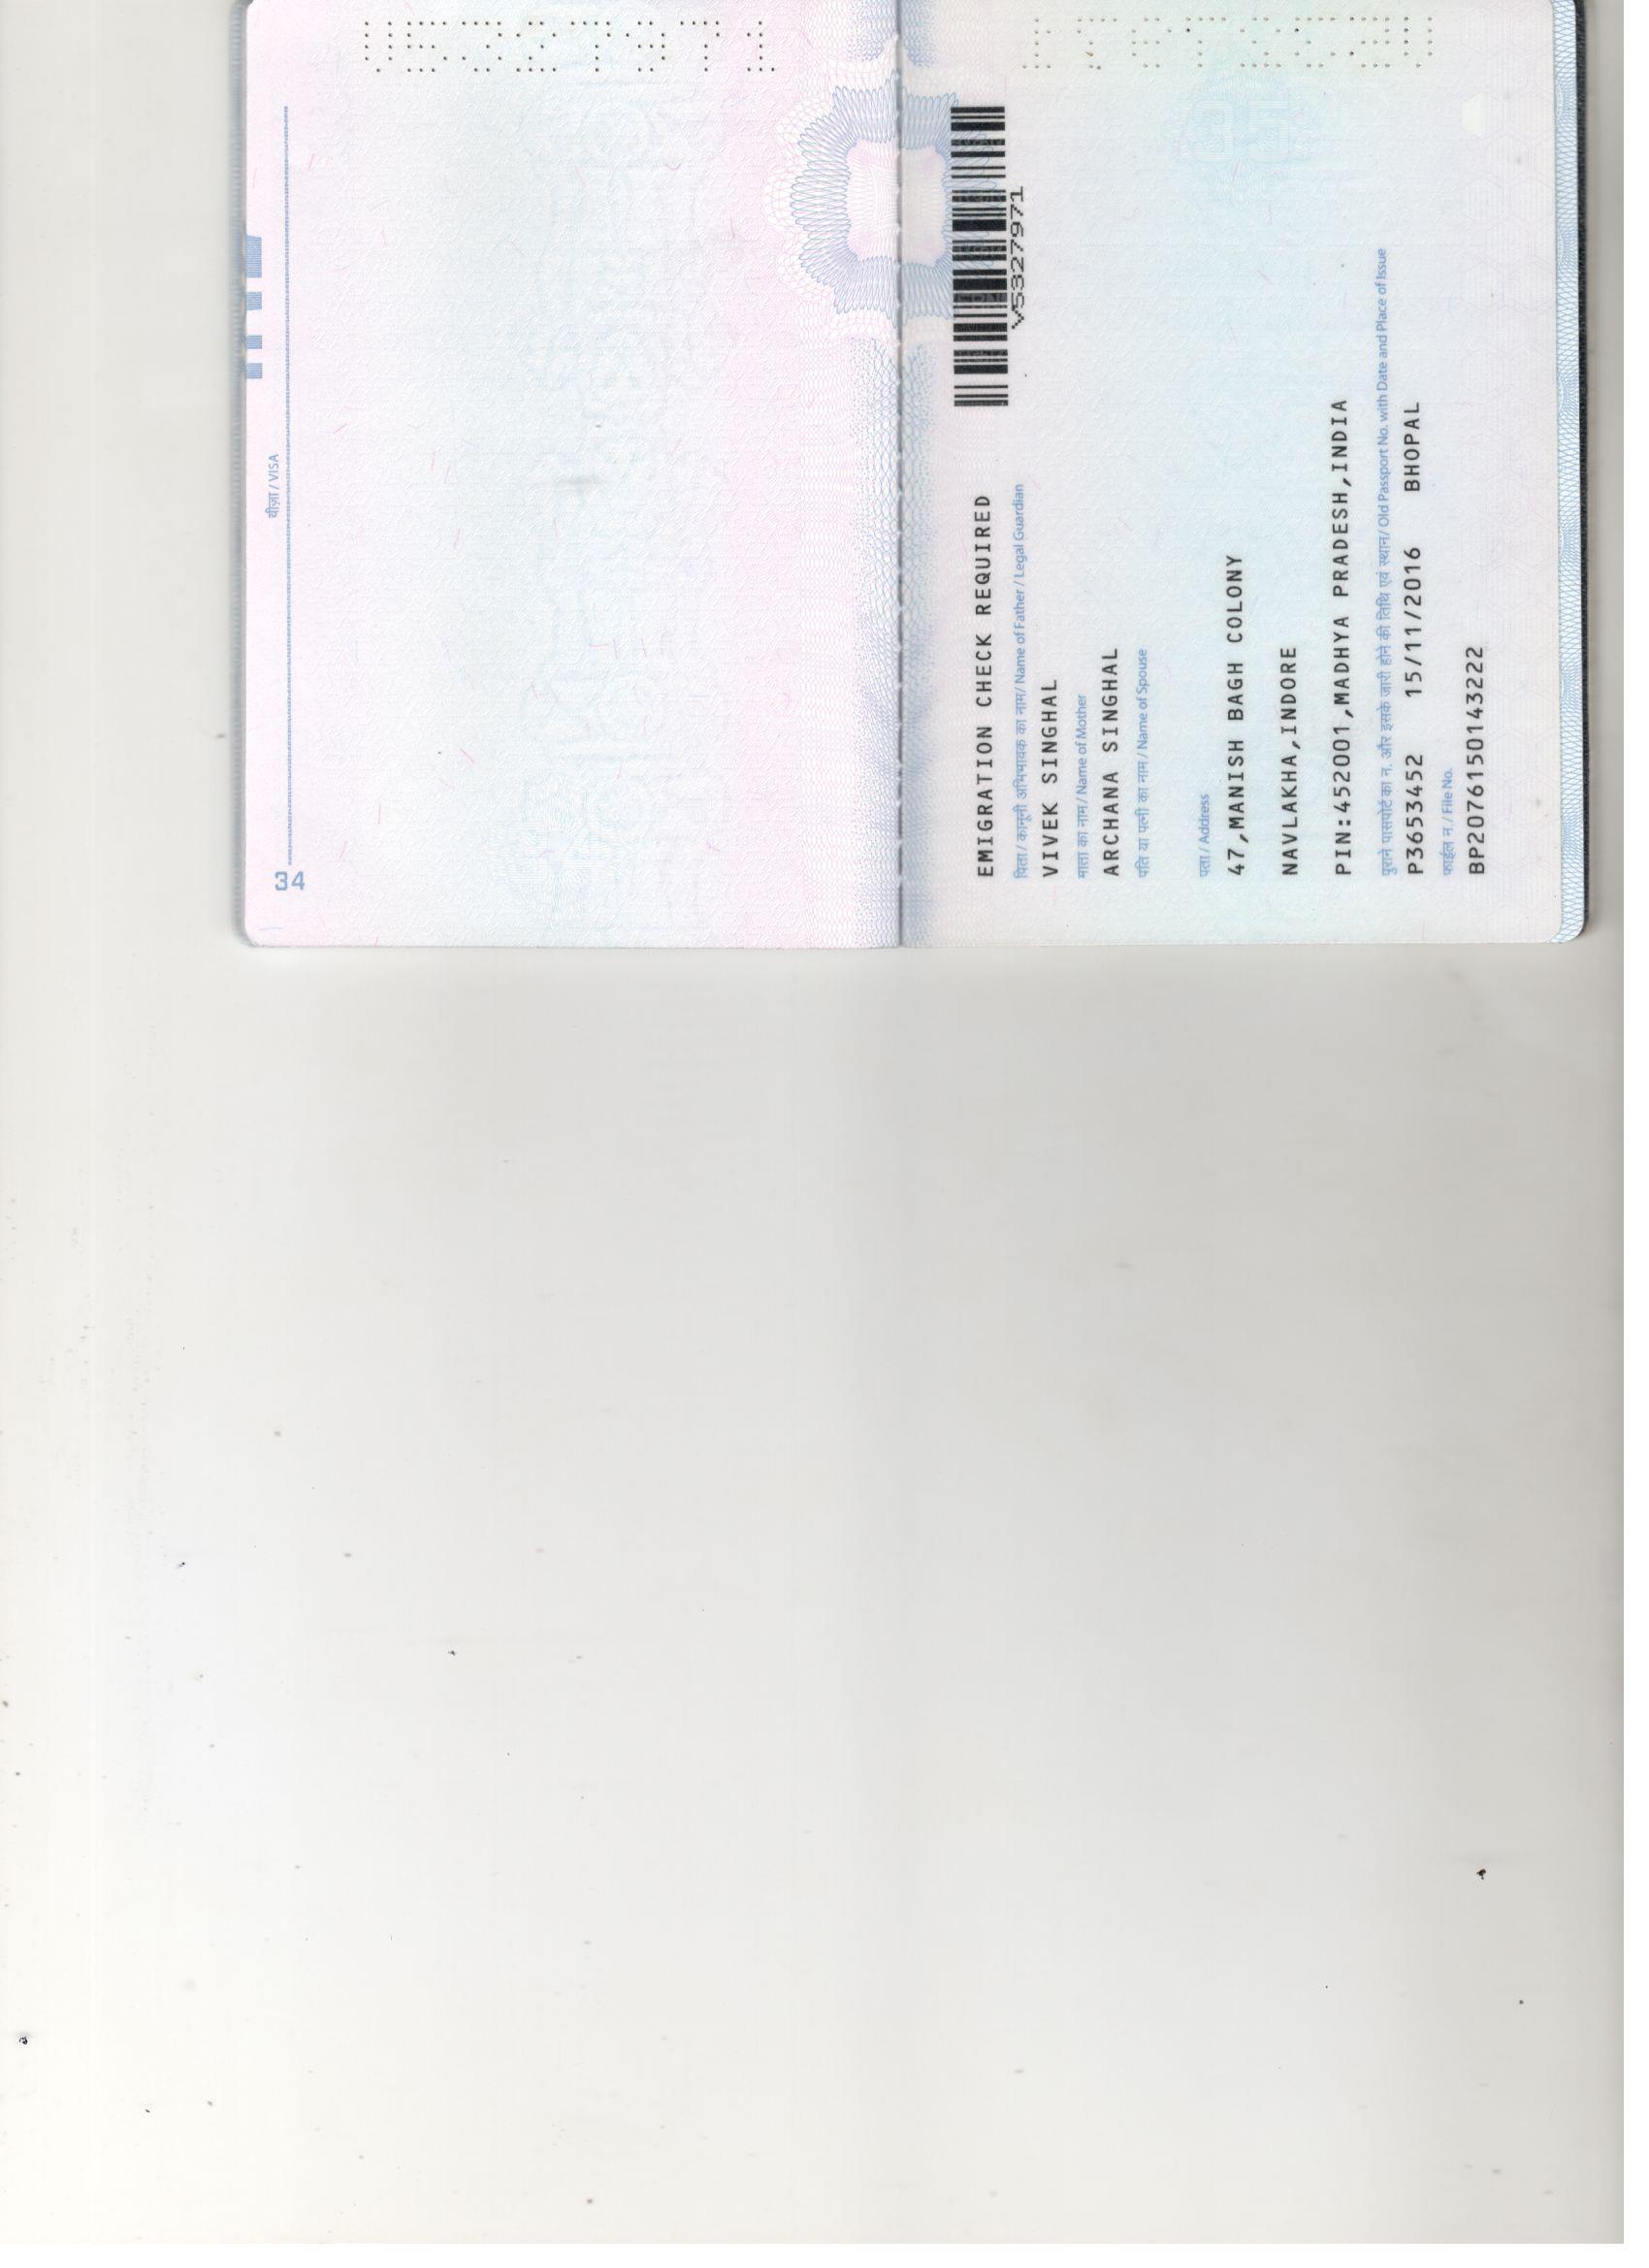 34
वीज़ा / VISA
V5327971
EMIGRATION CHECK REQUIRED
पिता / कानूनी अभिभावक का नाम / Name of Father / Legal Guardian
VIVEK SINGHAL
माता का नाम / Name of Mother
ARCHANA SINGHAL
पति या पत्नी का नाम / Name of Spouse
पता / Address
47,MANISH BAGH COLONY
NAVLAKHA,INDORE
PIN:452001,MADHYA PRADESH,INDIA
पुराने पासपोर्ट का न. और इसके जारी होने की तिथि एवं स्थान / Old Passport No. with Date and Place of Issue
P3653452 15/11/2016 BHOPAL
फाईल न. / File No.
BP2076150143222
35